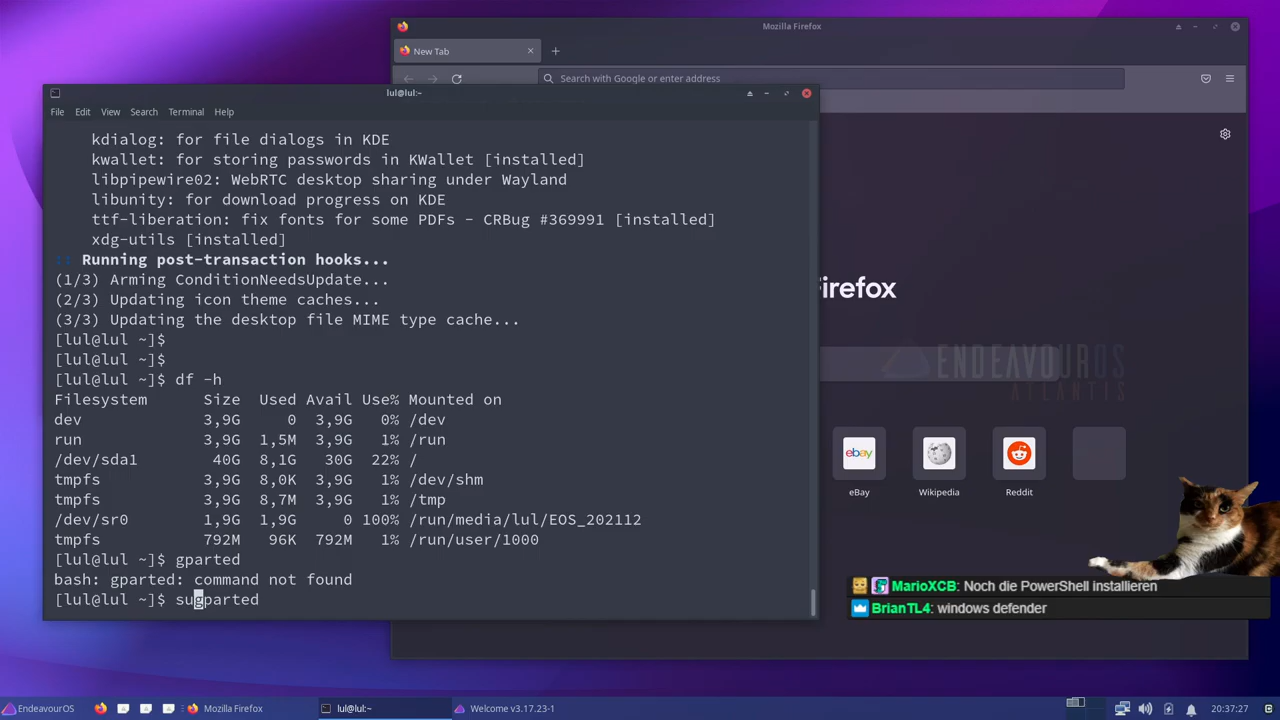 Mozilla Firefox
New Tab
Search with Google or enter address
lul@lul:~
File Edit View Search Terminal Help
kdialog: for file dialogs in KDE
kwallet: for storing passwords in KWallet [installed]
libpipewire02: WebRTC desktop sharing under Wayland
libunity: for download progress on KDE
ttf-liberation: fix fonts for some PDFs - CRBug #369991 [installed]
xdg-utils [installed]
:: Running post-transaction hooks...
(1/3) Arming ConditionNeedsUpdate...
(2/3) Updating icon theme caches...
(3/3) Updating the desktop file MIME type cache...
[lul@lul ~]$
[lul@lul ~]$
[lul@lul ~]$ df -h
Filesystem Size Used Avail Use% Mounted on
dev 3,9G 0 3,9G 0% /dev
run 3,9G 1,5M 3,9G 1% /run
/dev/sda1 40G 8,1G 30G 22% /
tmpfs 3,9G 8,0K 3,9G 1% /dev/shm
tmpfs 3,9G 8,7M 3,9G 1% /tmp
/dev/sr0 1,9G 1,9G 0 100% /run/media/lul/EOS_202112
tmpfs 792M 96K 792M 1% /run/user/1000
[lul@lul ~]$ gparted
bash: gparted: command not found
[lul@lul ~]$ sugparted
Firefox
ENDEAVOUROS
ATLANTIS
eBay Wikipedia Reddit
MarioXCB: Noch die PowerShell installieren
BrianTL4: windows defender
EndeavourOS Mozilla Firefox lul@lul:~ Welcome v3.17.23-1 20:37:27